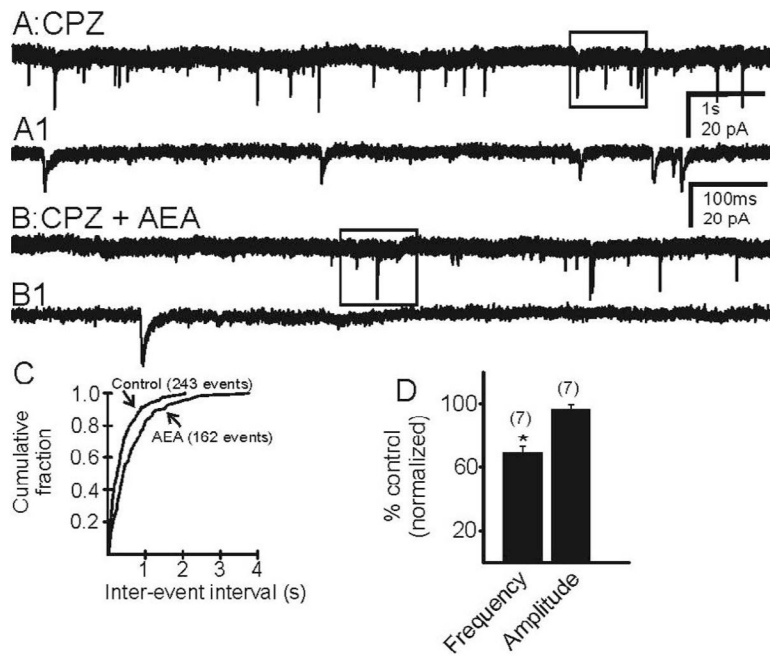 A:CPZ
1s
20 pA
A1
100ms
20 pA
B:CPZ + AEA
B1
C
Control (243 events)
AEA (162 events)
1.0
0.8
0.6
0.4
0.2
Cumulative
fraction
1 2 3 4
Inter-event interval (s)
D
(7)
(7)
*
100
60
20
% control
(normalized)
Frequency
Amplitude